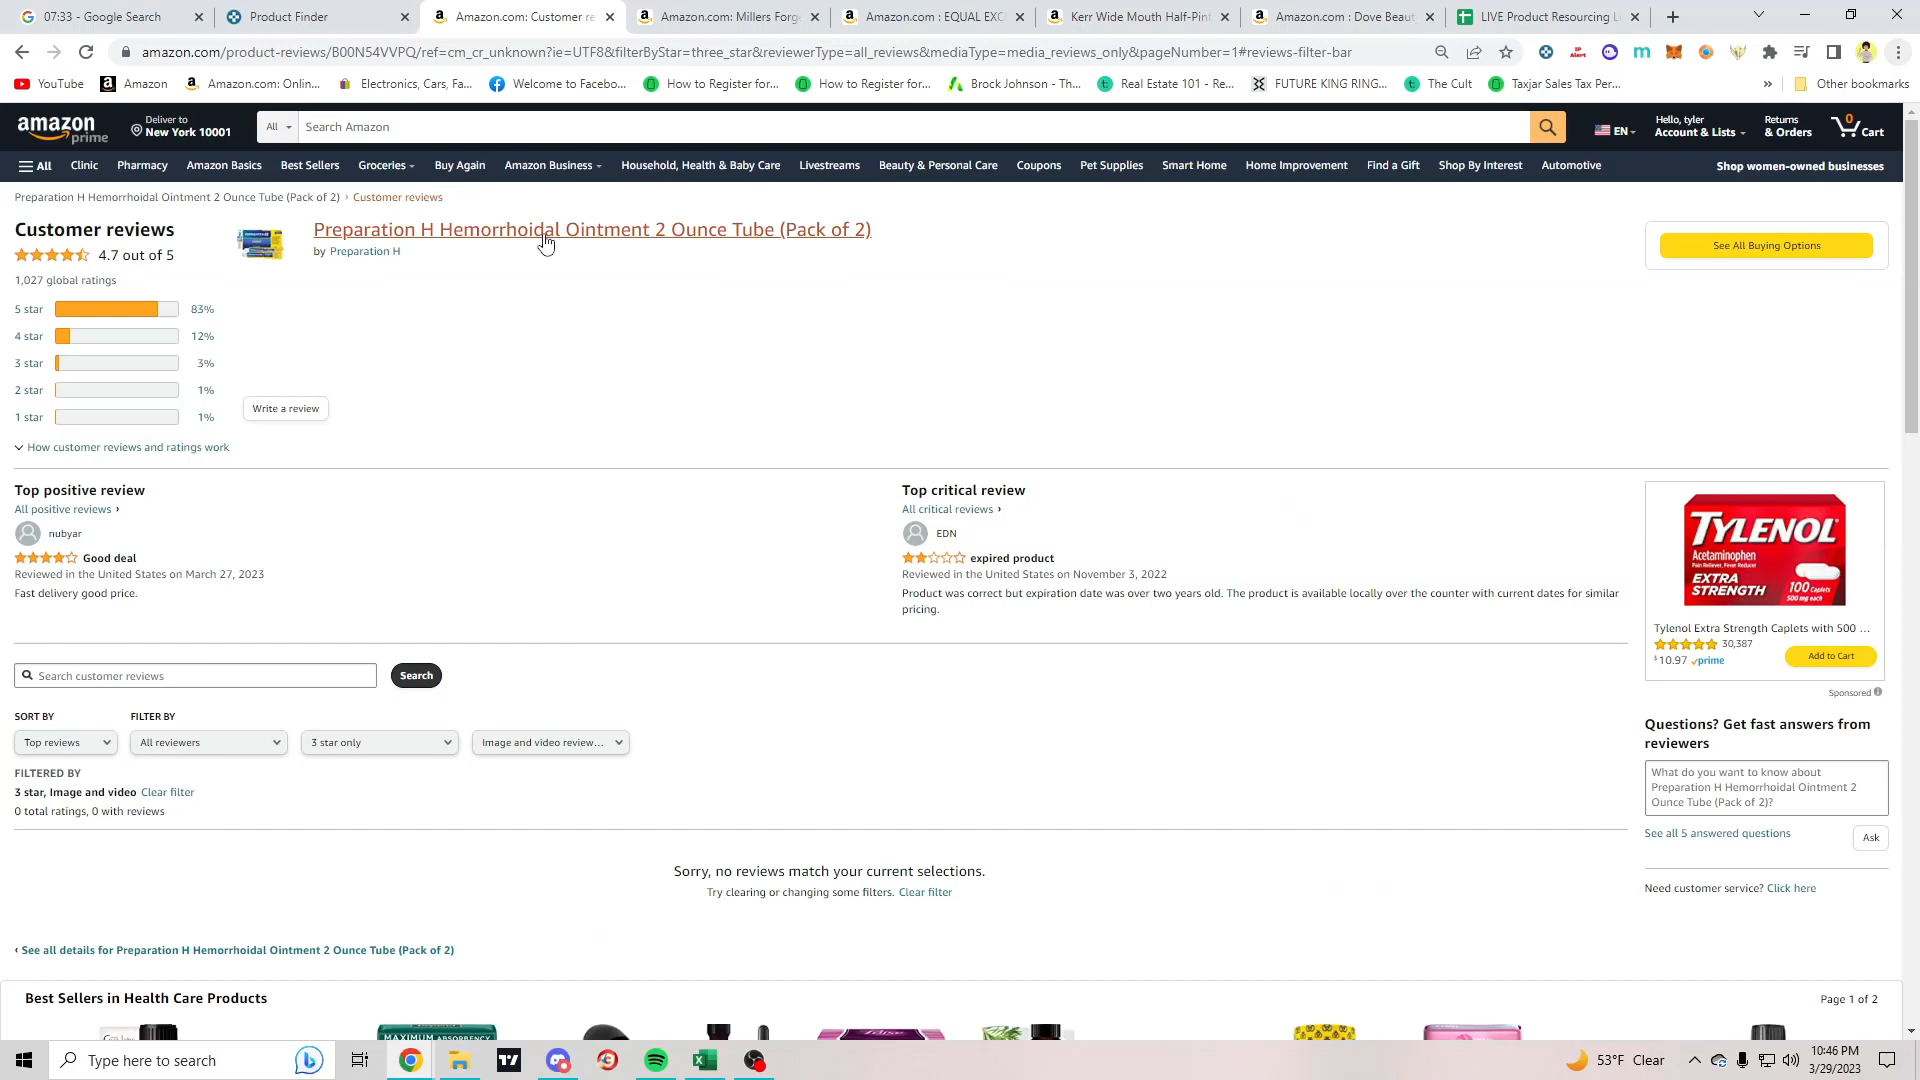 07:33 - Google Search
Product Finder
Amazon.com: Customer re
Amazon.com: Millers Forge
Amazon.com : EQUAL EXC
Kerr Wide Mouth Half-Pint
Amazon.com : Dove Beaut
LIVE Product Resourcing L
amazon.com/product-reviews/B00N54VVPQ/ref=cm_cr_unknown?ie=UTF8&filterByStar=three_star&reviewerType=all_reviews&mediaType=media_reviews_only&pageNumber=1#reviews-filter-bar
YouTube
Amazon
Amazon.com: Onlin...
Electronics, Cars, Fa...
Welcome to Facebo...
How to Register for...
How to Register for...
Brock Johnson - Th...
Real Estate 101 - Re...
FUTURE KING RING...
The Cult
Taxjar Sales Tax Per...
Other bookmarks
amazon prime
Deliver to
New York 10001
All
Search Amazon
EN
Hello, tyler
Account & Lists
Returns
& Orders
0
Cart
All
Clinic
Pharmacy
Amazon Basics
Best Sellers
Groceries
Buy Again
Amazon Business
Household, Health & Baby Care
Livestreams
Beauty & Personal Care
Coupons
Pet Supplies
Smart Home
Home Improvement
Find a Gift
Shop By Interest
Automotive
Shop women-owned businesses
Preparation H Hemorrhoidal Ointment 2 Ounce Tube (Pack of 2) › Customer reviews
Customer reviews
4.7 out of 5
1,027 global ratings
5 star 83%
4 star 12%
3 star 3%
2 star 1%
1 star 1%
How customer reviews and ratings work
Preparation H Hemorrhoidal Ointment 2 Ounce Tube (Pack of 2)
by Preparation H
Write a review
See All Buying Options
Top positive review
All positive reviews ›
nubyar
Good deal
Reviewed in the United States on March 27, 2023
Fast delivery good price.
Top critical review
All critical reviews ›
EDN
expired product
Reviewed in the United States on November 3, 2022
Product was correct but expiration date was over two years old. The product is available locally over the counter with current dates for similar
pricing.
TYLENOL
Acetaminophen
Pain Reliever, Fever Reducer
EXTRA
STRENGTH
100 Caplets
500 mg each
Tylenol Extra Strength Caplets with 500 ...
30,387
$10.97 prime
Add to Cart
Sponsored
Search customer reviews
Search
SORT BY
FILTER BY
Top reviews
All reviewers
3 star only
Image and video review...
FILTERED BY
3 star, Image and video Clear filter
0 total ratings, 0 with reviews
Sorry, no reviews match your current selections.
Try clearing or changing some filters. Clear filter
Questions? Get fast answers from
reviewers
What do you want to know about
Preparation H Hemorrhoidal Ointment 2
Ounce Tube (Pack of 2)?
See all 5 answered questions
Ask
Need customer service? Click here
‹ See all details for Preparation H Hemorrhoidal Ointment 2 Ounce Tube (Pack of 2)
Best Sellers in Health Care Products
Page 1 of 2
MAXIMUM ABSORBENCY
Type here to search
53°F Clear
10:46 PM
3/29/2023